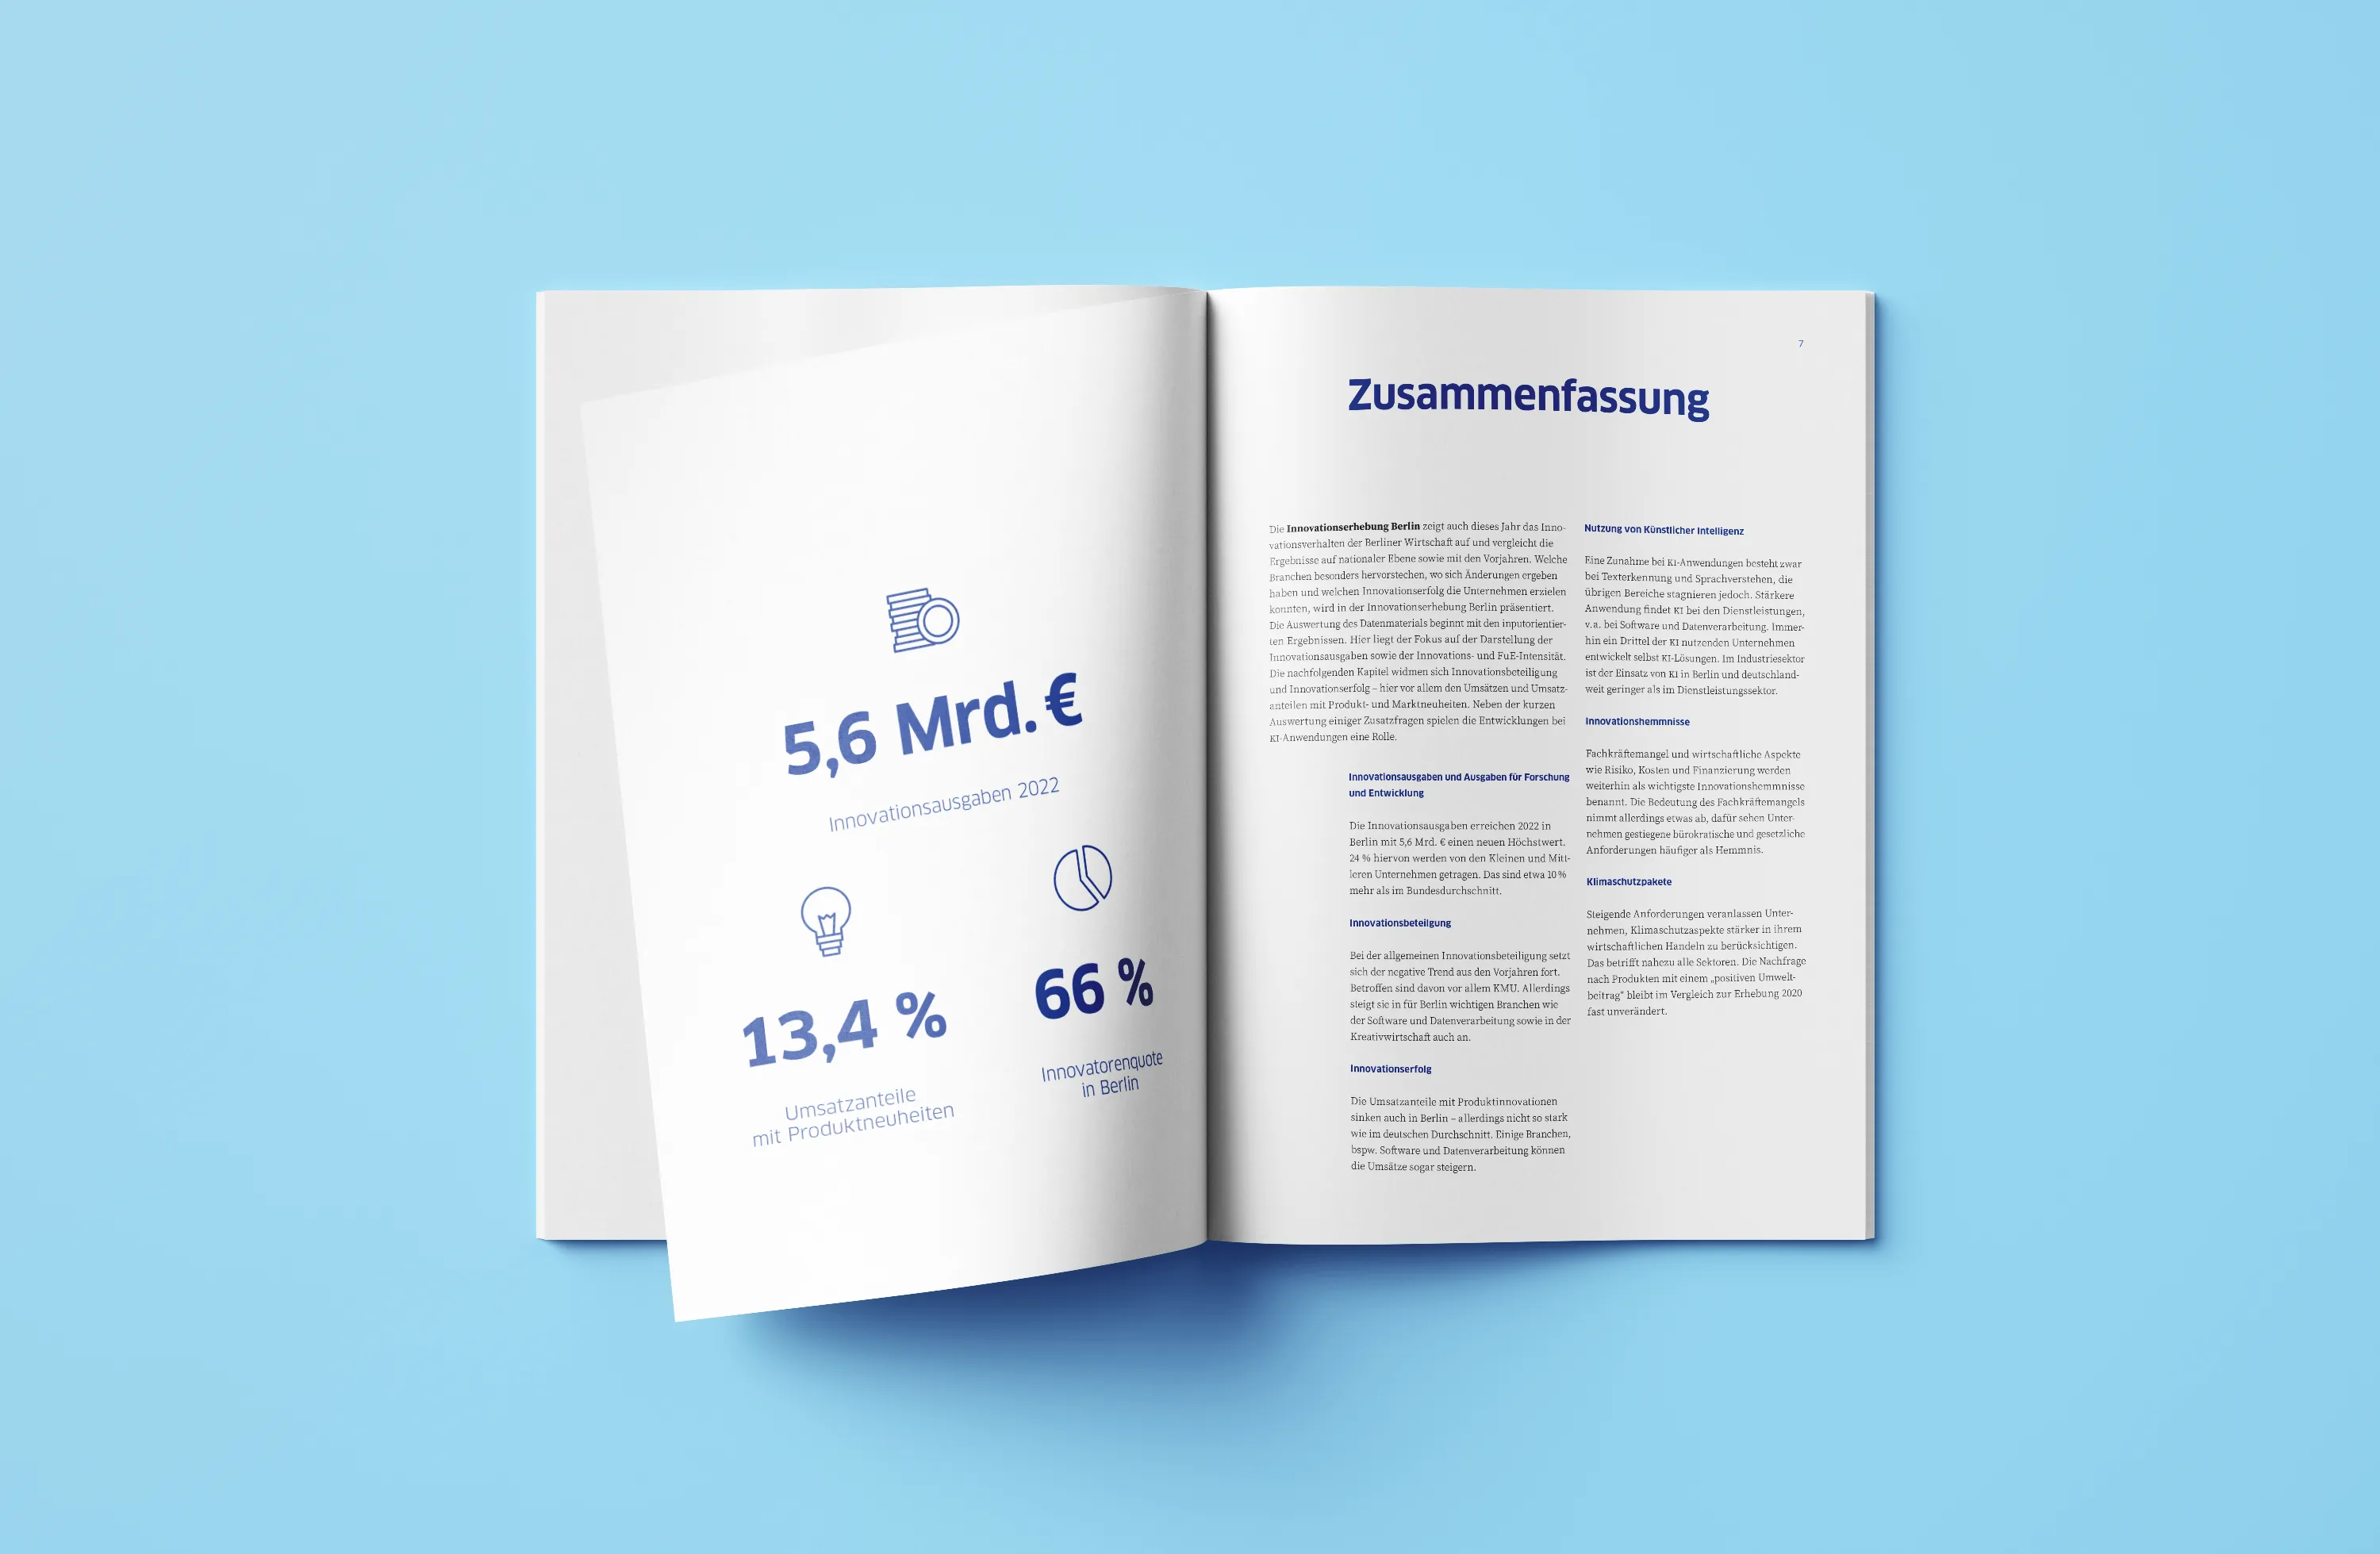 5,6 Mrd. €
Innovationsausgaben 2022
13,4 %
Umsatzanteile
mit Produktneuheiten
66 %
Innovatorenquote
in Berlin
7
Zusammenfassung
Die Innovationserhebung Berlin zeigt auch dieses Jahr das Inno-
vationsverhalten der Berliner Wirtschaft auf und vergleicht die
Ergebnisse auf nationaler Ebene sowie mit den Vorjahren. Welche
Branchen besonders hervorstechen, wo sich Änderungen ergeben
haben und welchen Innovationserfolg die Unternehmen erzielen
konnten, wird in der Innovationserhebung Berlin präsentiert.
Die Auswertung des Datenmaterials beginnt mit den inputorientier-
ten Ergebnissen. Hier liegt der Fokus auf der Darstellung der
Innovationsausgaben sowie der Innovations- und FuE-Intensität.
Die nachfolgenden Kapitel widmen sich Innovationsbeteiligung
und Innovationserfolg – hier vor allem den Umsätzen und Umsatz-
anteilen mit Produkt- und Marktneuheiten. Neben der kurzen
Auswertung einiger Zusatzfragen spielen die Entwicklungen bei
KI-Anwendungen eine Rolle.
Innovationsausgaben und Ausgaben für Forschung
und Entwicklung
Die Innovationsausgaben erreichen 2022 in
Berlin mit 5,6 Mrd. € einen neuen Höchstwert.
24 % hiervon werden von den Kleinen und Mitt-
leren Unternehmen getragen. Das sind etwa 10 %
mehr als im Bundesdurchschnitt.
Innovationsbeteilgung
Bei der allgemeinen Innovationsbeteiligung setzt
sich der negative Trend aus den Vorjahren fort.
Betroffen sind davon vor allem KMU. Allerdings
steigt sie in für Berlin wichtigen Branchen wie
der Software und Datenverarbeitung sowie in der
Kreativwirtschaft auch an.
Innovationserfolg
Die Umsatzanteile mit Produktinnovationen
sinken auch in Berlin – allerdings nicht so stark
wie im deutschen Durchschnitt. Einige Branchen,
bspw. Software und Datenverarbeitung können
die Umsätze sogar steigern.
Nutzung von Künstlicher Intelligenz
Eine Zunahme bei KI-Anwendungen besteht zwar
bei Texterkennung und Sprachverstehen, die
übrigen Bereiche stagnieren jedoch. Stärkere
Anwendung findet KI bei den Dienstleistungen,
v. a. bei Software und Datenverarbeitung. Immer-
hin ein Drittel der KI nutzenden Unternehmen
entwickelt selbst KI-Lösungen. Im Industriesektor
ist der Einsatz von KI in Berlin und deutschland-
weit geringer als im Dienstleistungssektor.
Innovationshemmnisse
Fachkräftemangel und wirtschaftliche Aspekte
wie Risiko, Kosten und Finanzierung werden
weiterhin als wichtigste Innovationshemmnisse
benannt. Die Bedeutung des Fachkräftemangels
nimmt allerdings etwas ab, dafür sehen Unter-
nehmen gestiegene bürokratische und gesetzliche
Anforderungen häufiger als Hemmnis.
Klimaschutzpakete
Steigende Anforderungen veranlassen Unter-
nehmen, Klimaschutzaspekte stärker in ihrem
wirtschaftlichen Handeln zu berücksichtigen.
Das betrifft nahezu alle Sektoren. Die Nachfrage
nach Produkten mit einem „positiven Umwelt-
beitrag“ bleibt im Vergleich zur Erhebung 2020
fast unverändert.